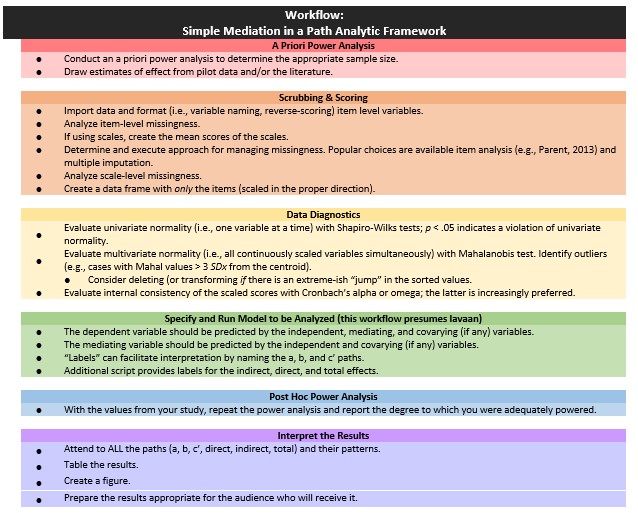 Workflow:
Simple Mediation in a Path Analytic Framework
A Priori Power Analysis
● Conduct an a priori power analysis to determine the appropriate sample size.
● Draw estimates of effect from pilot data and/or the literature.
Scrubbing & Scoring
● Import data and format (i.e., variable naming, reverse-scoring) item level variables.
● Analyze item-level missingness.
● If using scales, create the mean scores of the scales.
● Determine and execute approach for managing missingness. Popular choices are available item analysis (e.g., Parent, 2013) and
multiple imputation.
● Analyze scale-level missingness.
● Create a data frame with only the items (scaled in the proper direction).
Data Diagnostics
● Evaluate univariate normality (i.e., one variable at a time) with Shapiro-Wilks tests; p < .05 indicates a violation of univariate
normality.
● Evaluate multivariate normality (i.e., all continuously scaled variables simultaneously) with Mahalanobis test. Identify outliers
(e.g., cases with Mahal values > 3 SDx from the centroid).
● Consider deleting (or transforming if there is an extreme-ish “jump” in the sorted values.
● Evaluate internal consistency of the scaled scores with Cronbach’s alpha or omega; the latter is increasingly preferred.
Specify and Run Model to be Analyzed (this workflow presumes lavaan)
● The dependent variable should be predicted by the independent, mediating, and covarying (if any) variables.
● The mediating variable should be predicted by the independent and covarying (if any) variables.
● “Labels” can facilitate interpretation by naming the a, b, and c’ paths.
● Additional script provides labels for the indirect, direct, and total effects.
Post Hoc Power Analysis
● With the values from your study, repeat the power analysis and report the degree to which you were adequately powered.
Interpret the Results
● Attend to ALL the paths (a, b, c’, direct, indirect, total) and their patterns.
● Table the results.
● Create a figure.
● Prepare the results appropriate for the audience who will receive it.